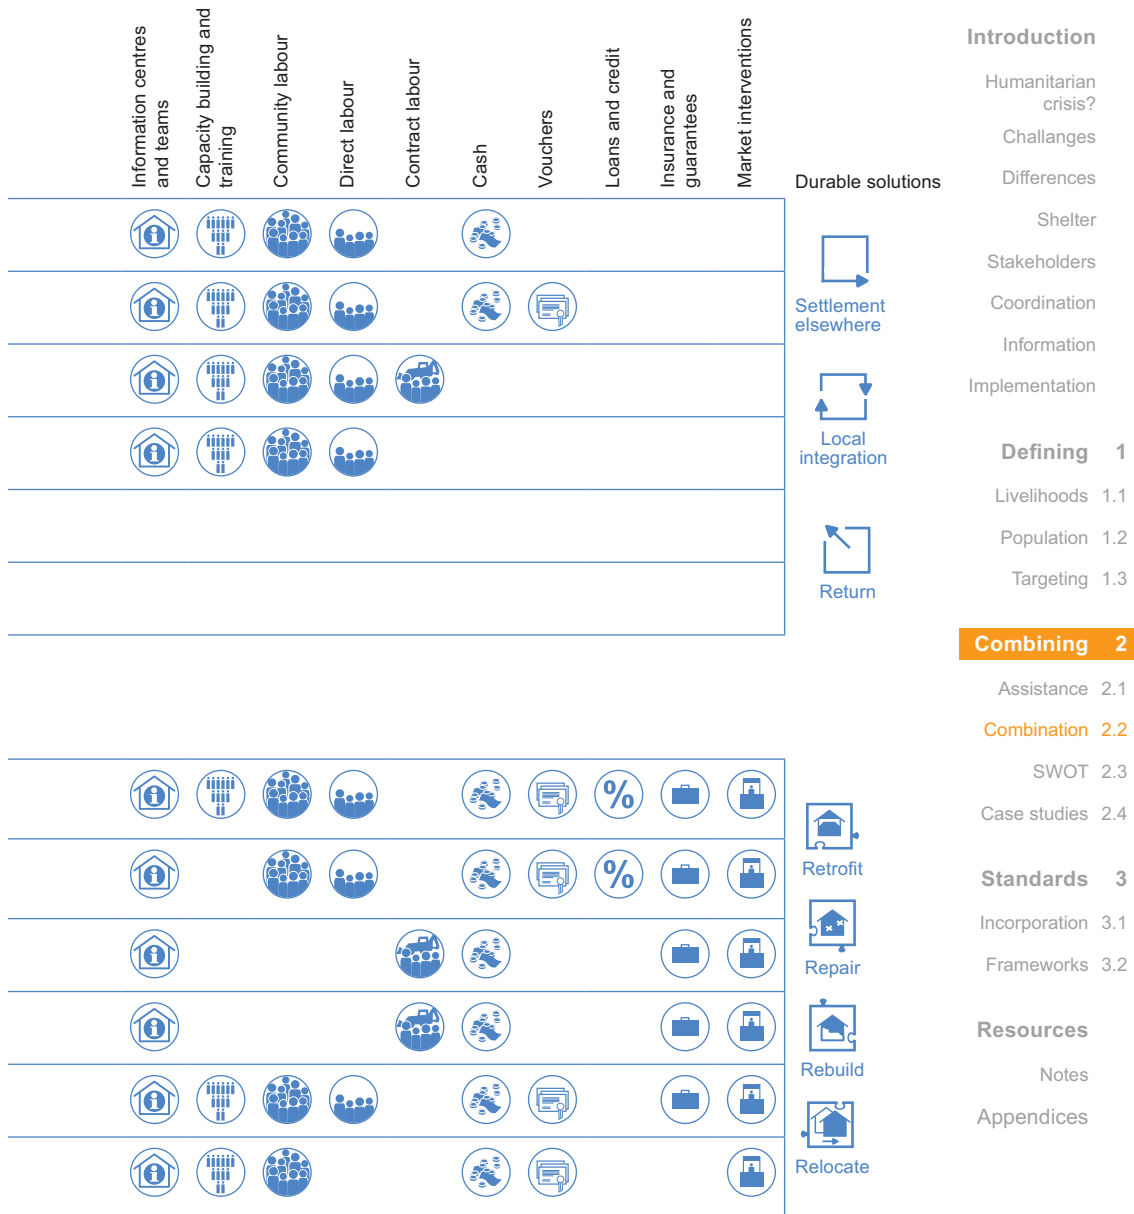 Information centres
and teams
Capacity building and
training
Community labour
Direct labour
Contract labour
Cash
Vouchers
Loans and credit
Insurance and
guarantees
Market interventions
Durable solutions
Settlement
elsewhere
Local
integration
Return
%
%
Retrofit
Repair
Rebuild
Relocate
Introduction
Humanitarian
crisis?
Challanges
Differences
Shelter
Stakeholders
Coordination
Information
Implementation
Defining 1
Livelihoods 1.1
Population 1.2
Targeting 1.3
Combining 2
Assistance 2.1
Combination 2.2
SWOT 2.3
Case studies 2.4
Standards 3
Incorporation 3.1
Frameworks 3.2
Resources
Notes
Appendices